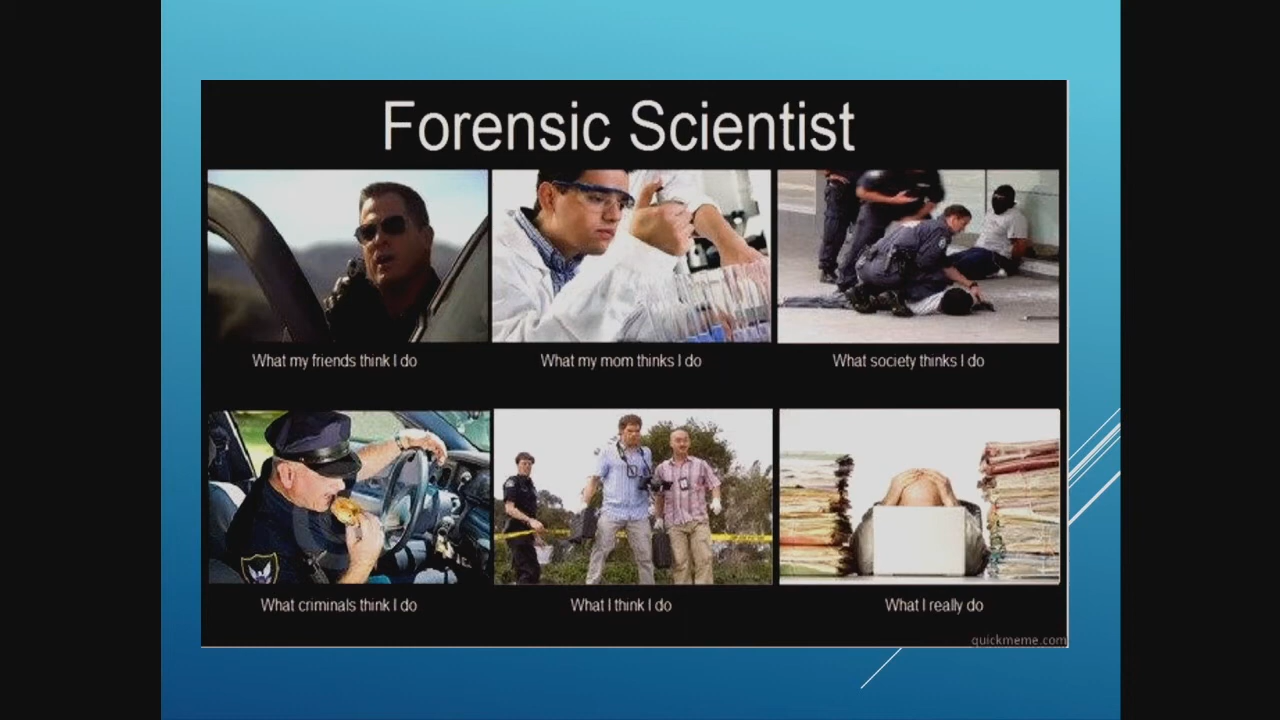 Forensic Scientist
What my friends think I do
What my mom thinks I do
What society thinks I do
What criminals think I do
What I think I do
What I really do
quickmeme.com